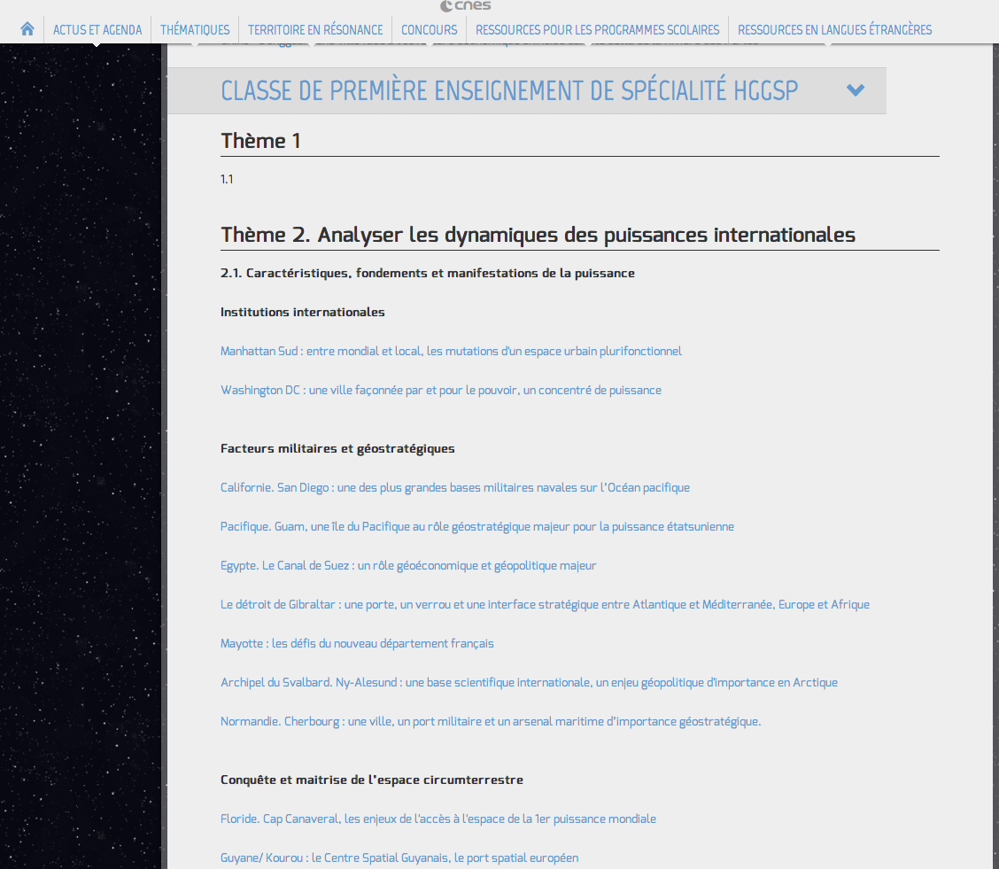 cnes
ACTUS ET AGENDA
THÉMATIQUES
TERRITOIRE EN RÉSONANCE
CONCOURS
RESSOURCES POUR LES PROGRAMMES SCOLAIRES
RESSOURCES EN LANGUES ÉTRANGÈRES
CLASSE DE PREMIÈRE ENSEIGNEMENT DE SPÉCIALITÉ HGGSP
Thème 1
1.1
Thème 2. Analyser les dynamiques des puissances internationales
2.1. Caractéristiques, fondements et manifestations de la puissance
Institutions internationales
Manhattan Sud : entre mondial et local, les mutations d'un espace urbain plurifonctionnel
Washington DC : une ville façonnée par et pour le pouvoir, un concentré de puissance
Facteurs militaires et géostratégiques
Californie. San Diego : une des plus grandes bases militaires navales sur l'Océan pacifique
Pacifique. Guam, une île du Pacifique au rôle géostratégique majeur pour la puissance étatsunienne
Egypte. Le Canal de Suez : un rôle géoéconomique et géopolitique majeur
Le détroit de Gibraltar : une porte, un verrou et une interface stratégique entre Atlantique et Méditerranée, Europe et Afrique
Mayotte : les défis du nouveau département français
Archipel du Svalbard. Ny-Alesund : une base scientifique internationale, un enjeu géopolitique d'importance en Arctique
Normandie. Cherbourg : une ville, un port militaire et un arsenal maritime d'importance géostratégique.
Conquête et maitrise de l'espace circumterrestre
Floride. Cap Canaveral, les enjeux de l'accès à l'espace de la 1er puissance mondiale
Guyane/ Kourou : le Centre Spatial Guyanais, le port spatial européen